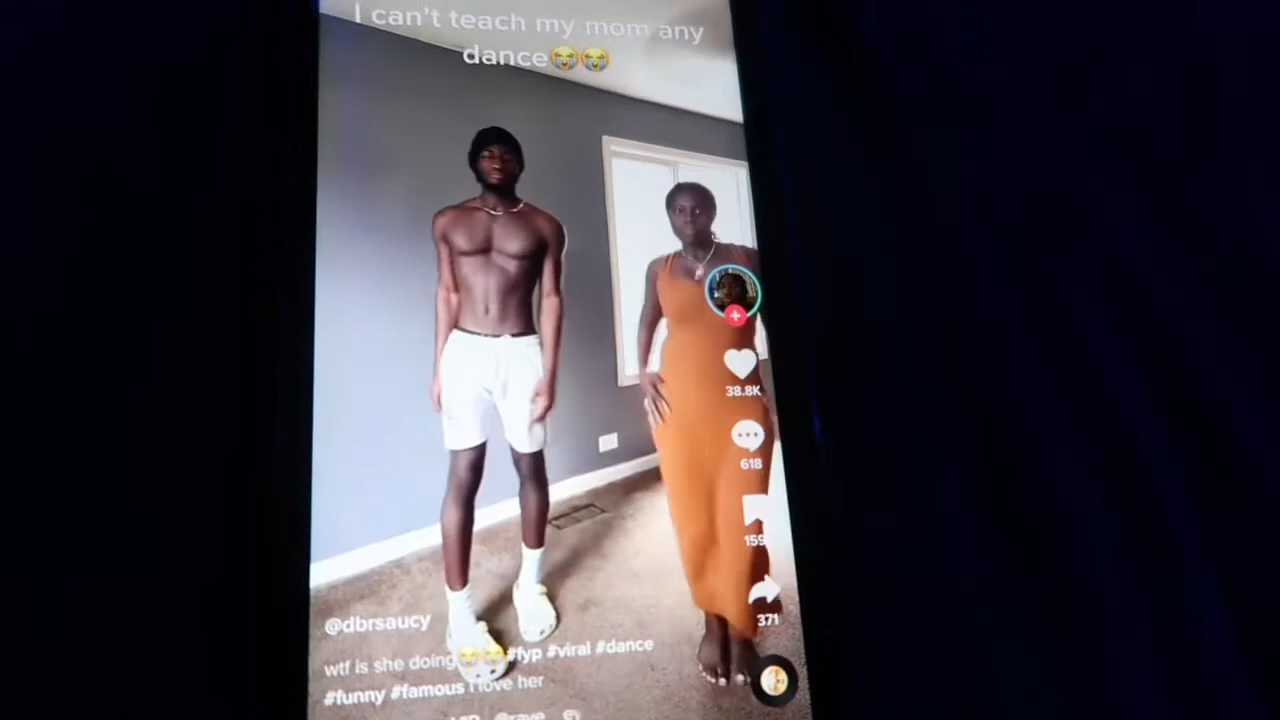 I can't teach my mom any
dance😭😭
38.8K
618
159
371
@dbrsaucy
wtf is she doing😭😭#fyp #viral #dance
#funny #famous I love her